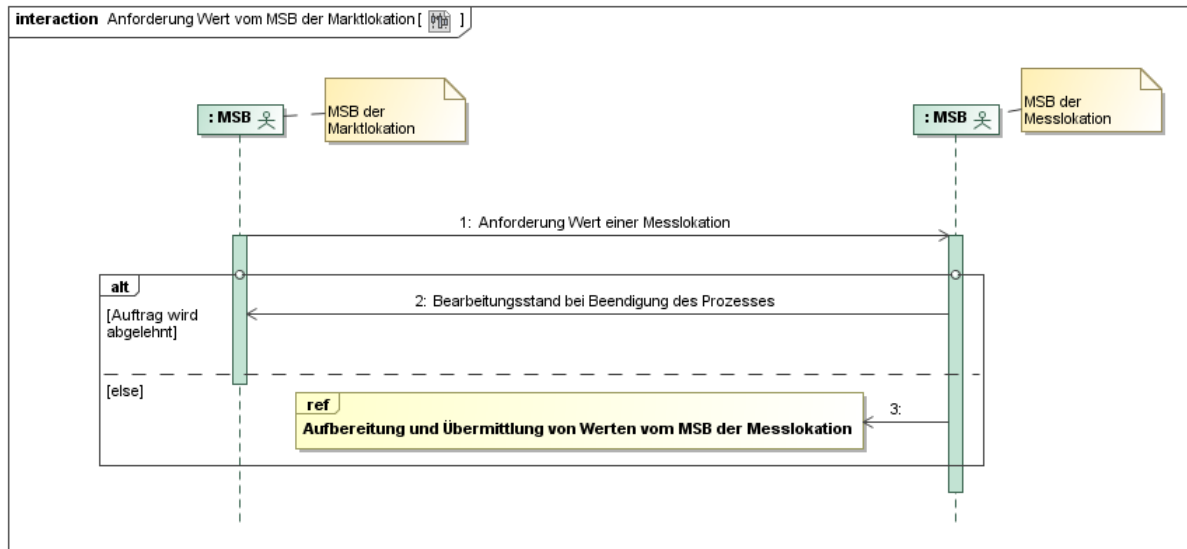 interaction Anforderung Wert vom MSB der Marktlokation[ ]
: MSB
MSB der
Marktlokation
: MSB
MSB der
Messlokation
1: Anforderung Wert einer Messlokation
alt
[Auftrag wird
abgelehnt]
2: Bearbeitungsstand bei Beendigung des Prozesses
[else]
ref
Aufbereitung und Übermittlung von Werten vom MSB der Messlokation
3: